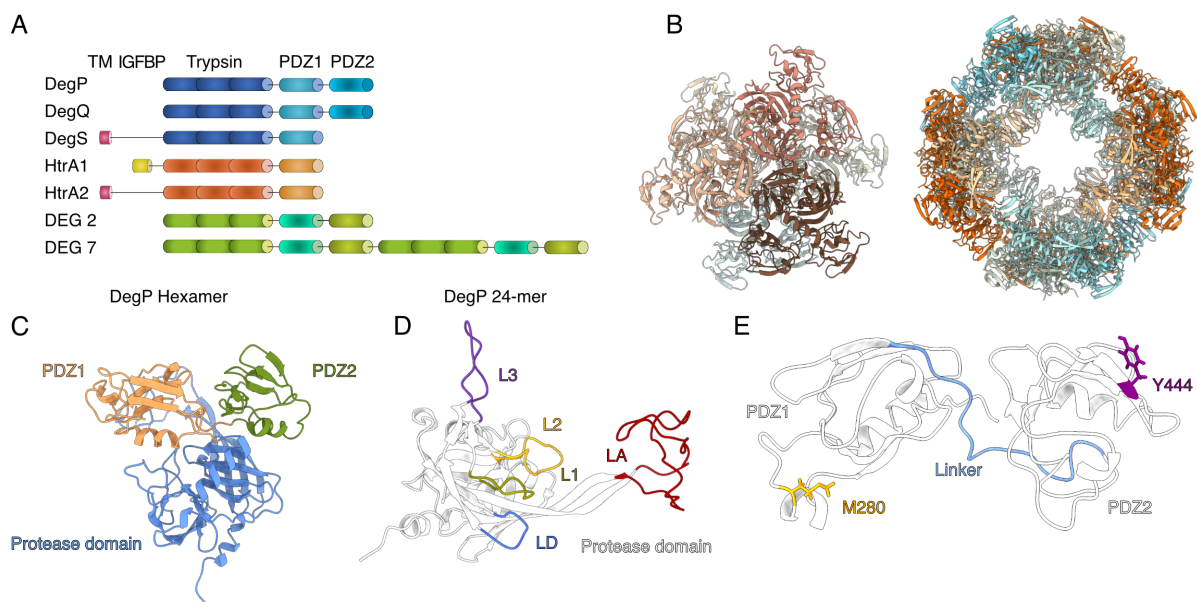 A
TM IGFBP Trypsin PDZ1 PDZ2
DegP
DegQ
DegS
HtrA1
HtrA2
DEG 2
DEG 7
B
DegP Hexamer
DegP 24-mer
C
PDZ1
PDZ2
Protease domain
D
L3
L2
L1
LA
LD
Protease domain
E
Y444
PDZ1
Linker
M280
PDZ2